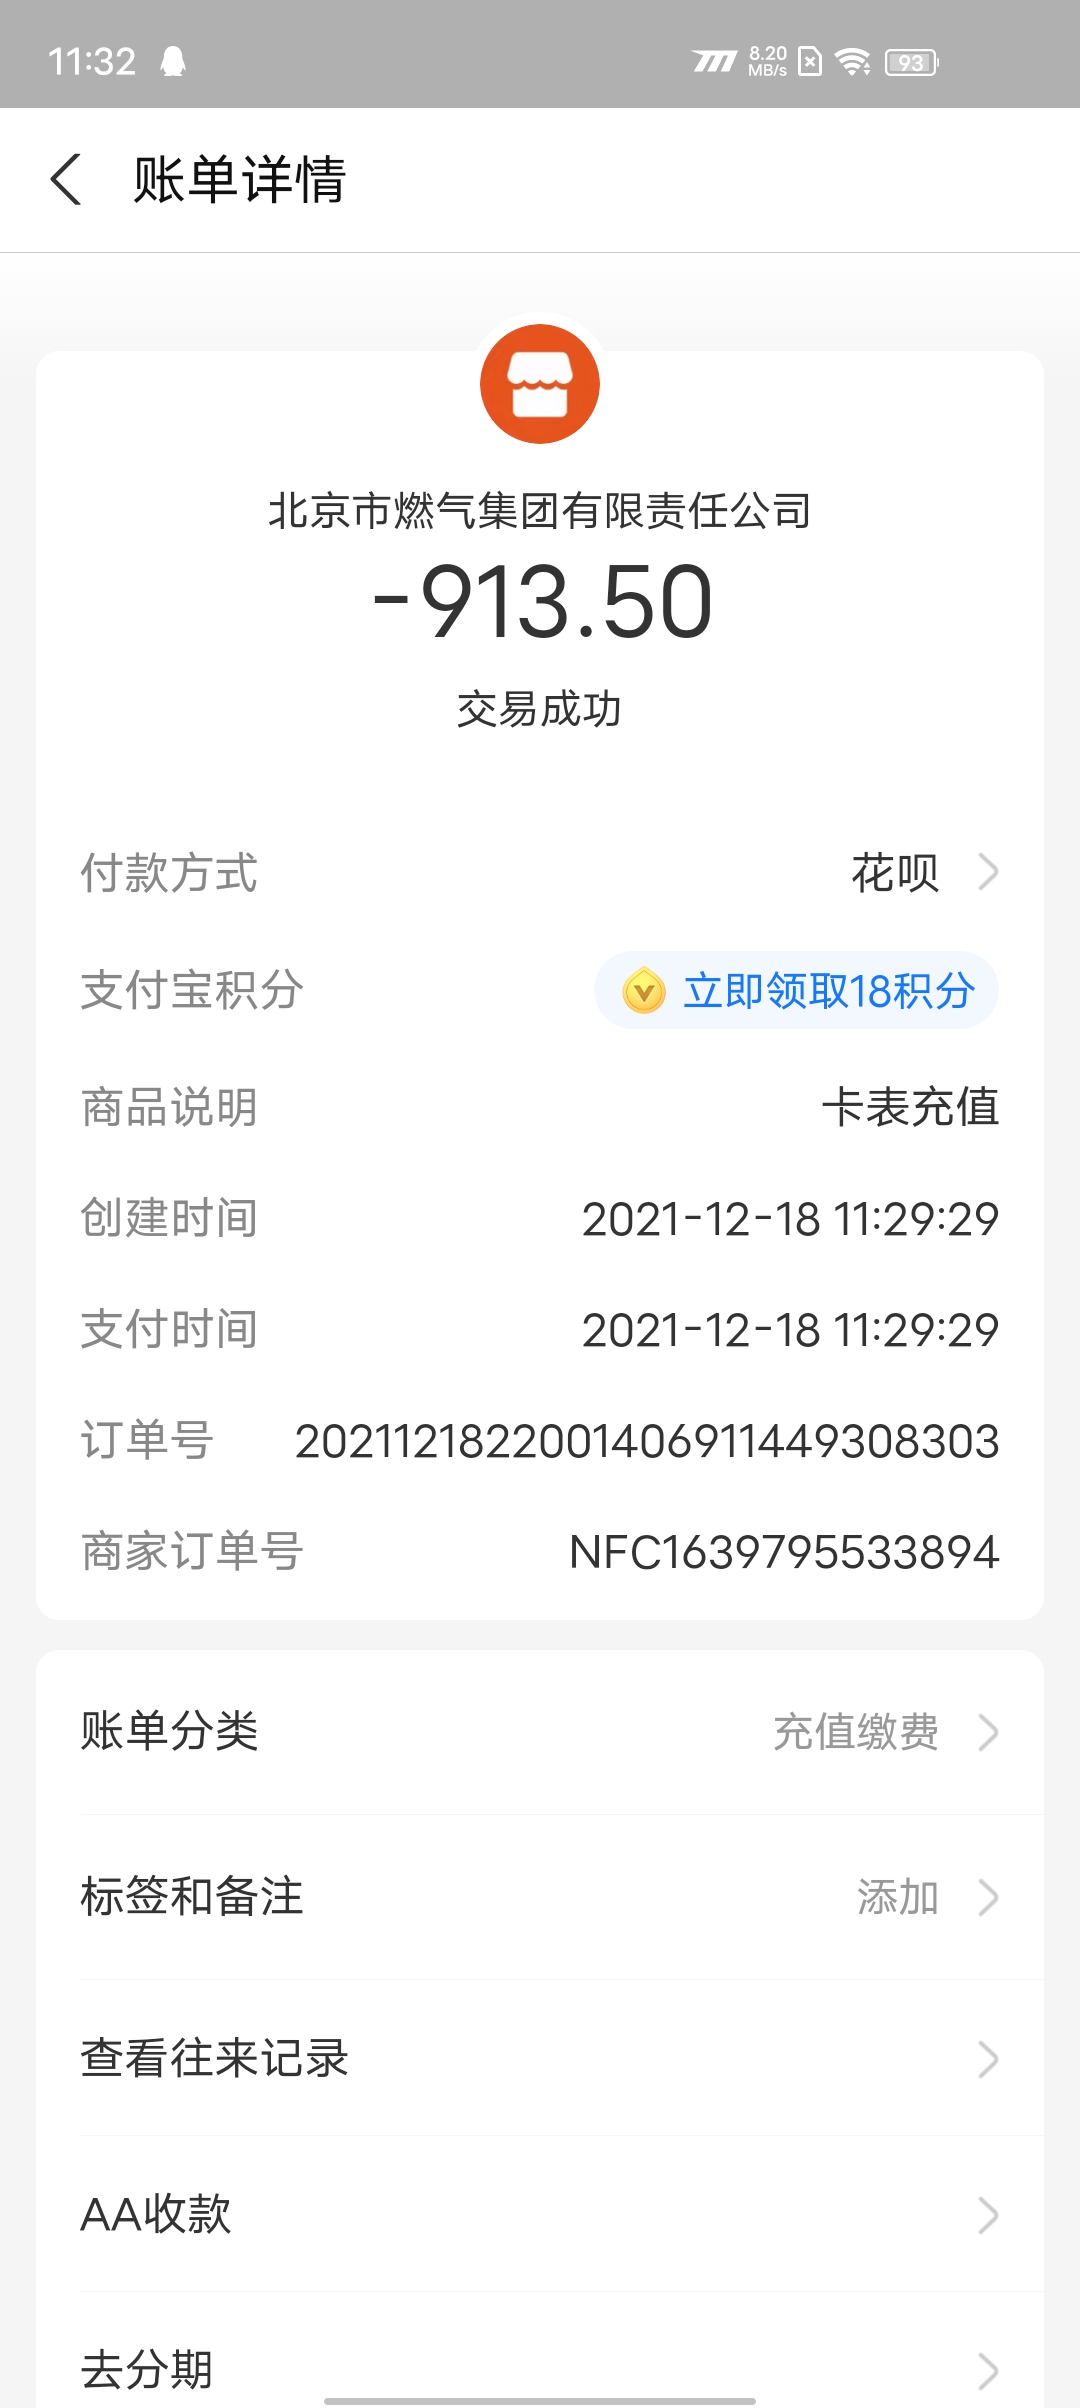 11:32 8.20 MB/s 93
账单详情
北京市燃气集团有限责任公司
-913.50
交易成功
付款方式 花呗
支付宝积分 立即领取18积分
商品说明 卡表充值
创建时间 2021-12-18 11:29:29
支付时间 2021-12-18 11:29:29
订单号 2021121822001406911449308303
商家订单号 NFC1639795533894
账单分类 充值缴费
标签和备注 添加
查看往来记录
AA收款
去分期